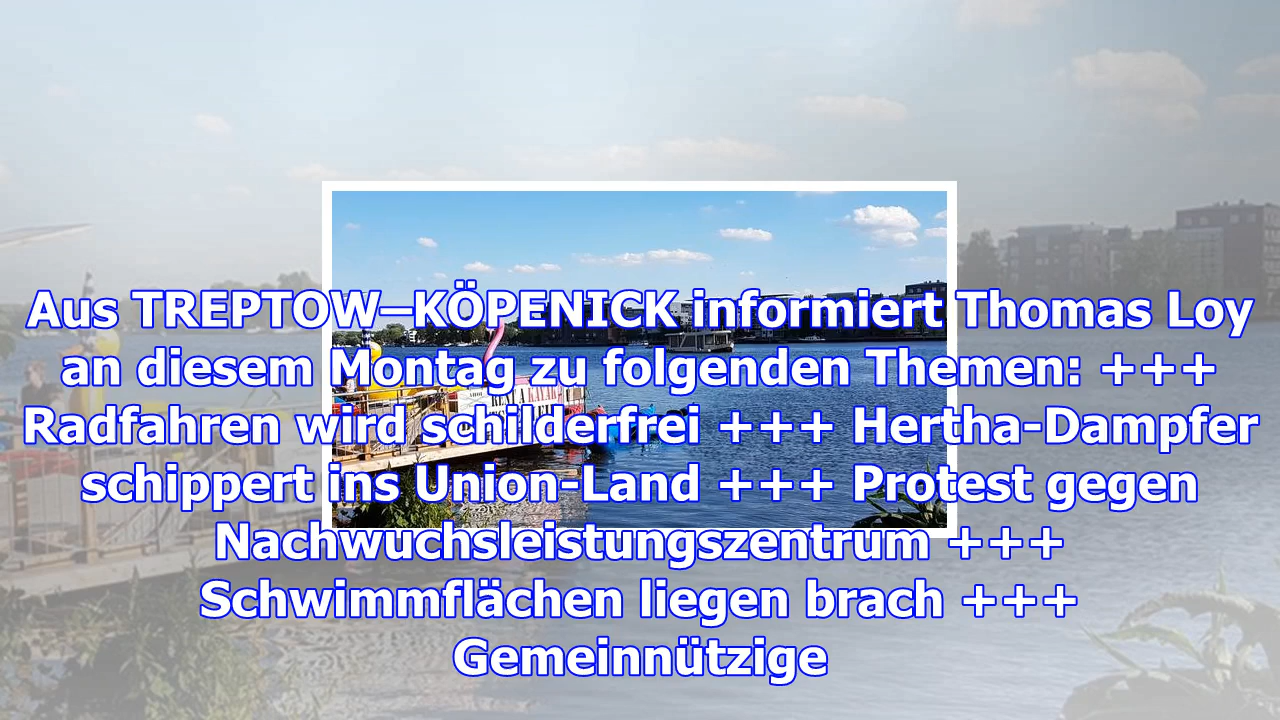 Aus TREPTOW–KÖPENICK informiert Thomas Loy
an diesem Montag zu folgenden Themen: +++
Radfahren wird schilderfrei +++ Hertha-Dampfer
schippert ins Union-Land +++ Protest gegen
Nachwuchsleistungszentrum +++
Schwimmflächen liegen brach +++
Gemeinnützige